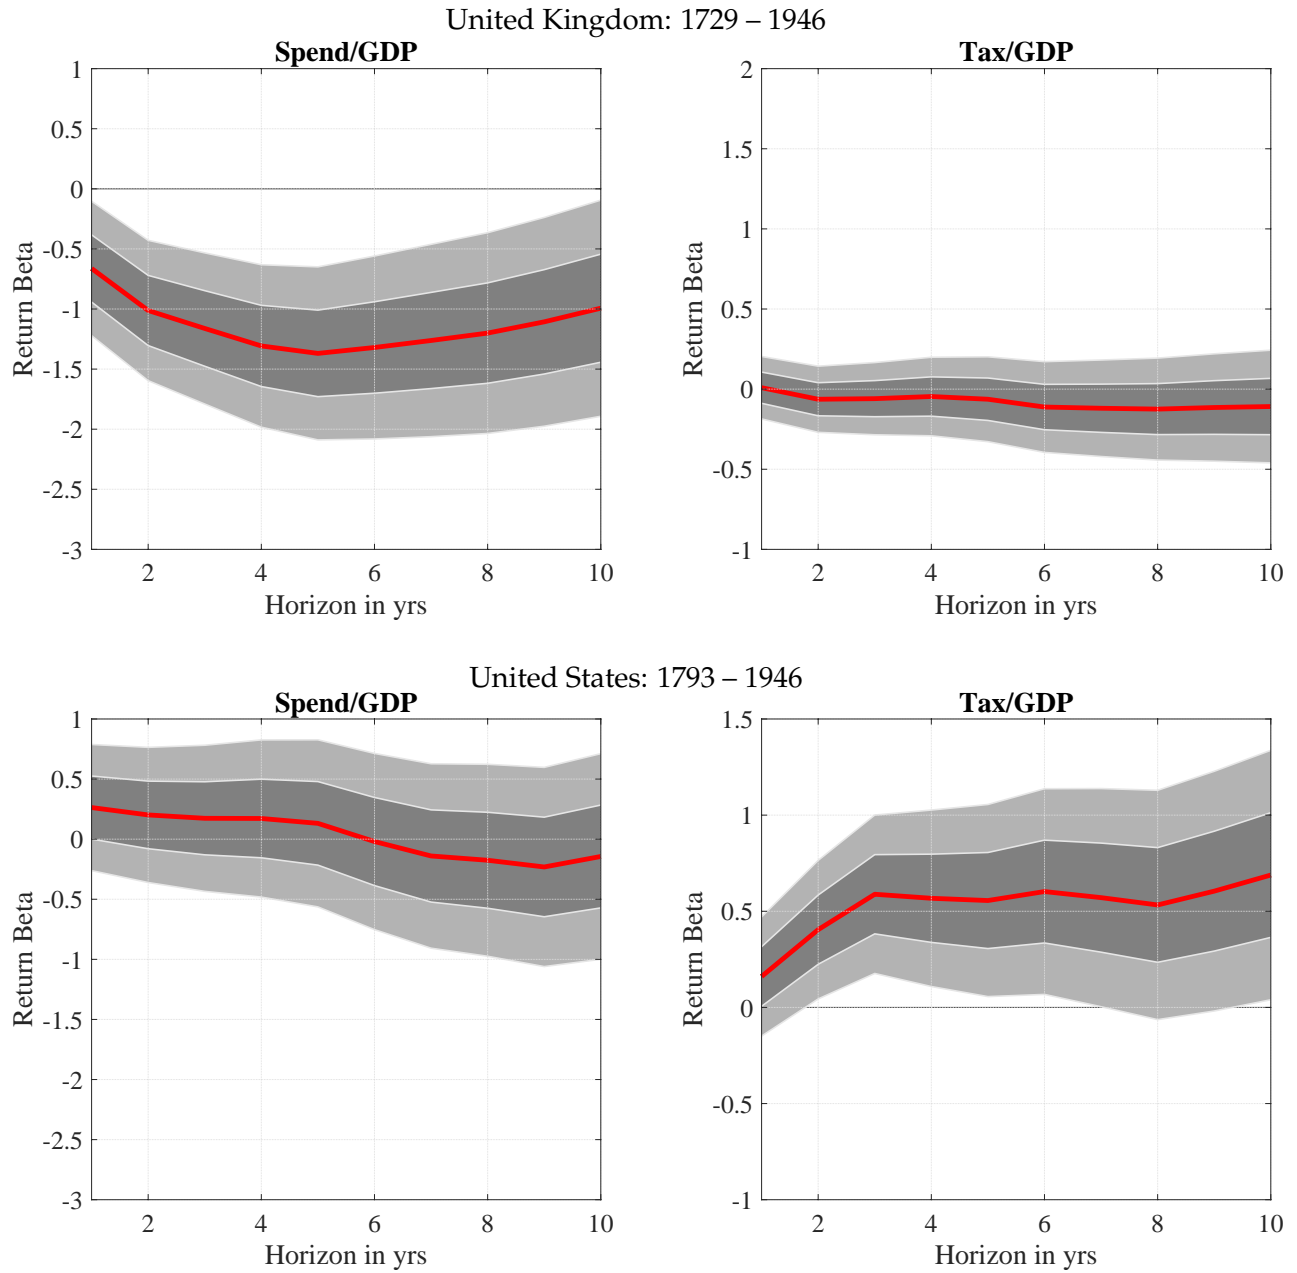 United Kingdom: 1729 – 1946
Spend/GDP
Return Beta
1
0.5
0
-0.5
-1
-1.5
-2
-2.5
-3
2 4 6 8 10
Horizon in yrs
Tax/GDP
Return Beta
2
1.5
1
0.5
0
-0.5
-1
2 4 6 8 10
Horizon in yrs
United States: 1793 – 1946
Spend/GDP
Return Beta
1
0.5
0
-0.5
-1
-1.5
-2
-2.5
-3
2 4 6 8 10
Horizon in yrs
Tax/GDP
Return Beta
1.5
1
0.5
0
-0.5
-1
2 4 6 8 10
Horizon in yrs